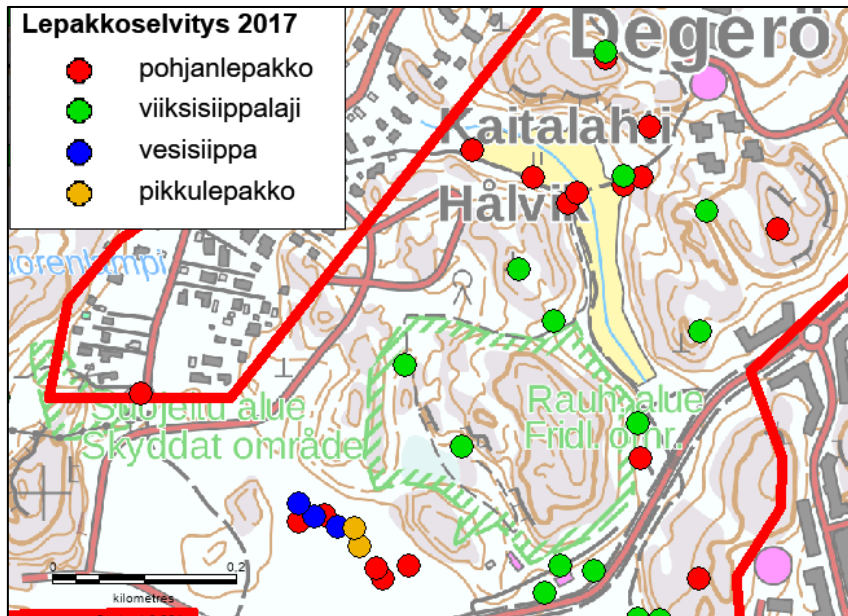 Lepakkoselvitys 2017
pohjanlepakko
viiksisiippalaji
vesisiippa
pikkulepakko
Degerö
Kaitalahti
Hålvik
Suojeltu alue
Skyddat område
Rauh.alue
Fridl. omr.
0
0,2
kilometres